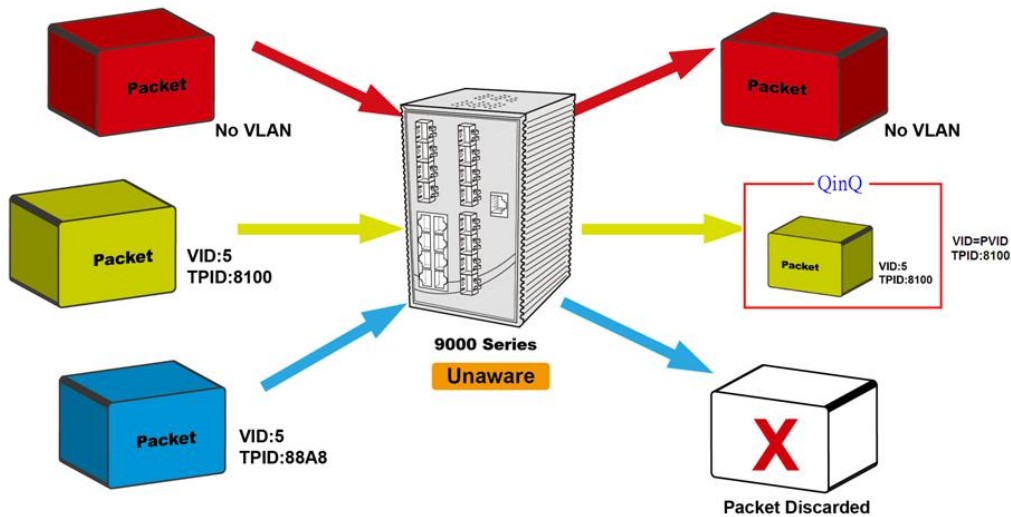 Packet
No VLAN
Packet
VID:5
TPID:8100
Packet
VID:5
TPID:88A8
9000 Series
Unaware
Packet
No VLAN
QinQ
Packet
VID:5
TPID:8100
VID=PVID
TPID:8100
X
Packet Discarded